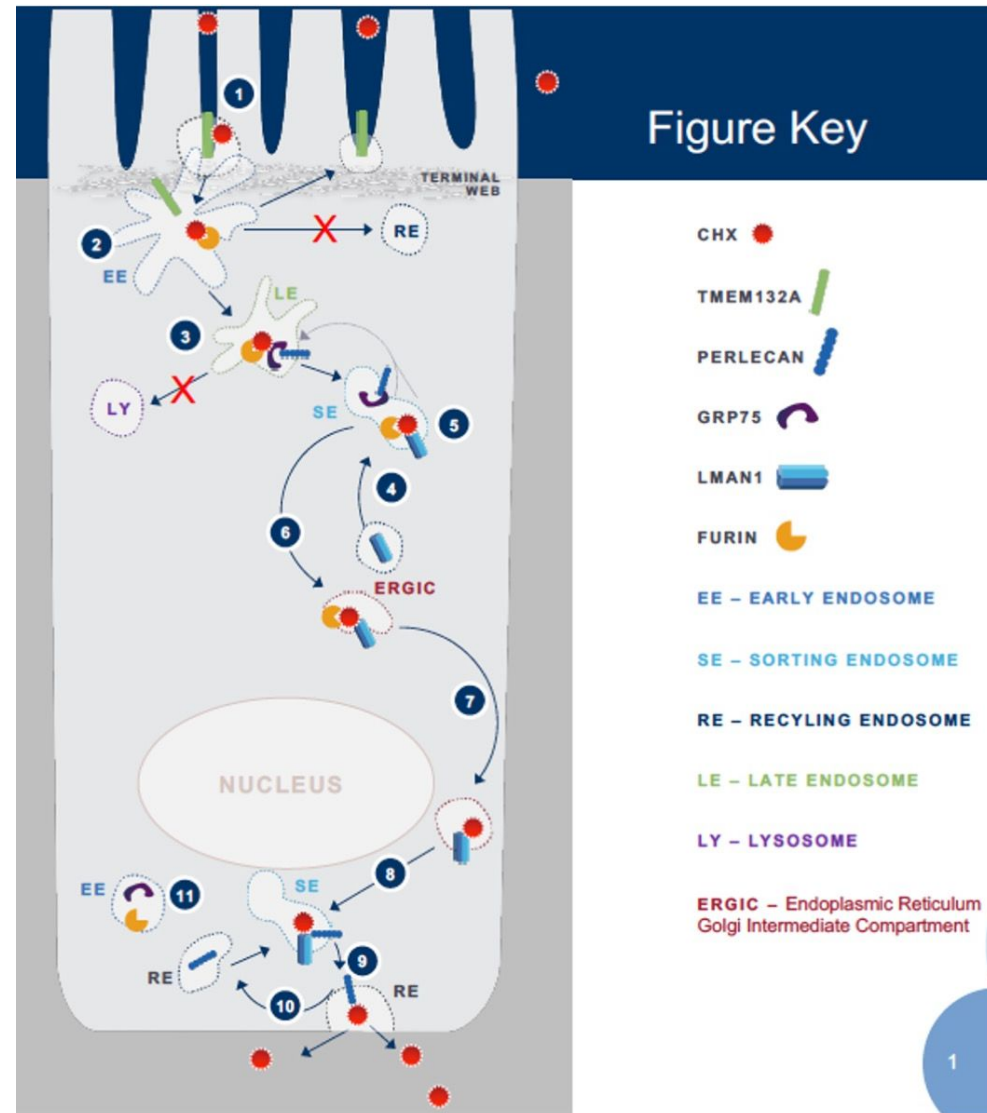 Figure Key
1
TERMINAL
WEB
2
RE
X
EE
LE
3
X
LY
SE
5
4
6
ERGIC
7
NUCLEUS
8
EE
11
SE
9
RE
10
RE
CHX
TMEM132A
PERLECAN
GRP75
LMAN1
FURIN
EE – EARLY ENDOSOME
SE – SORTING ENDOSOME
RE – RECYLING ENDOSOME
LE – LATE ENDOSOME
LY – LYSOSOME
ERGIC – Endoplasmic Reticulum
Golgi Intermediate Compartment
1